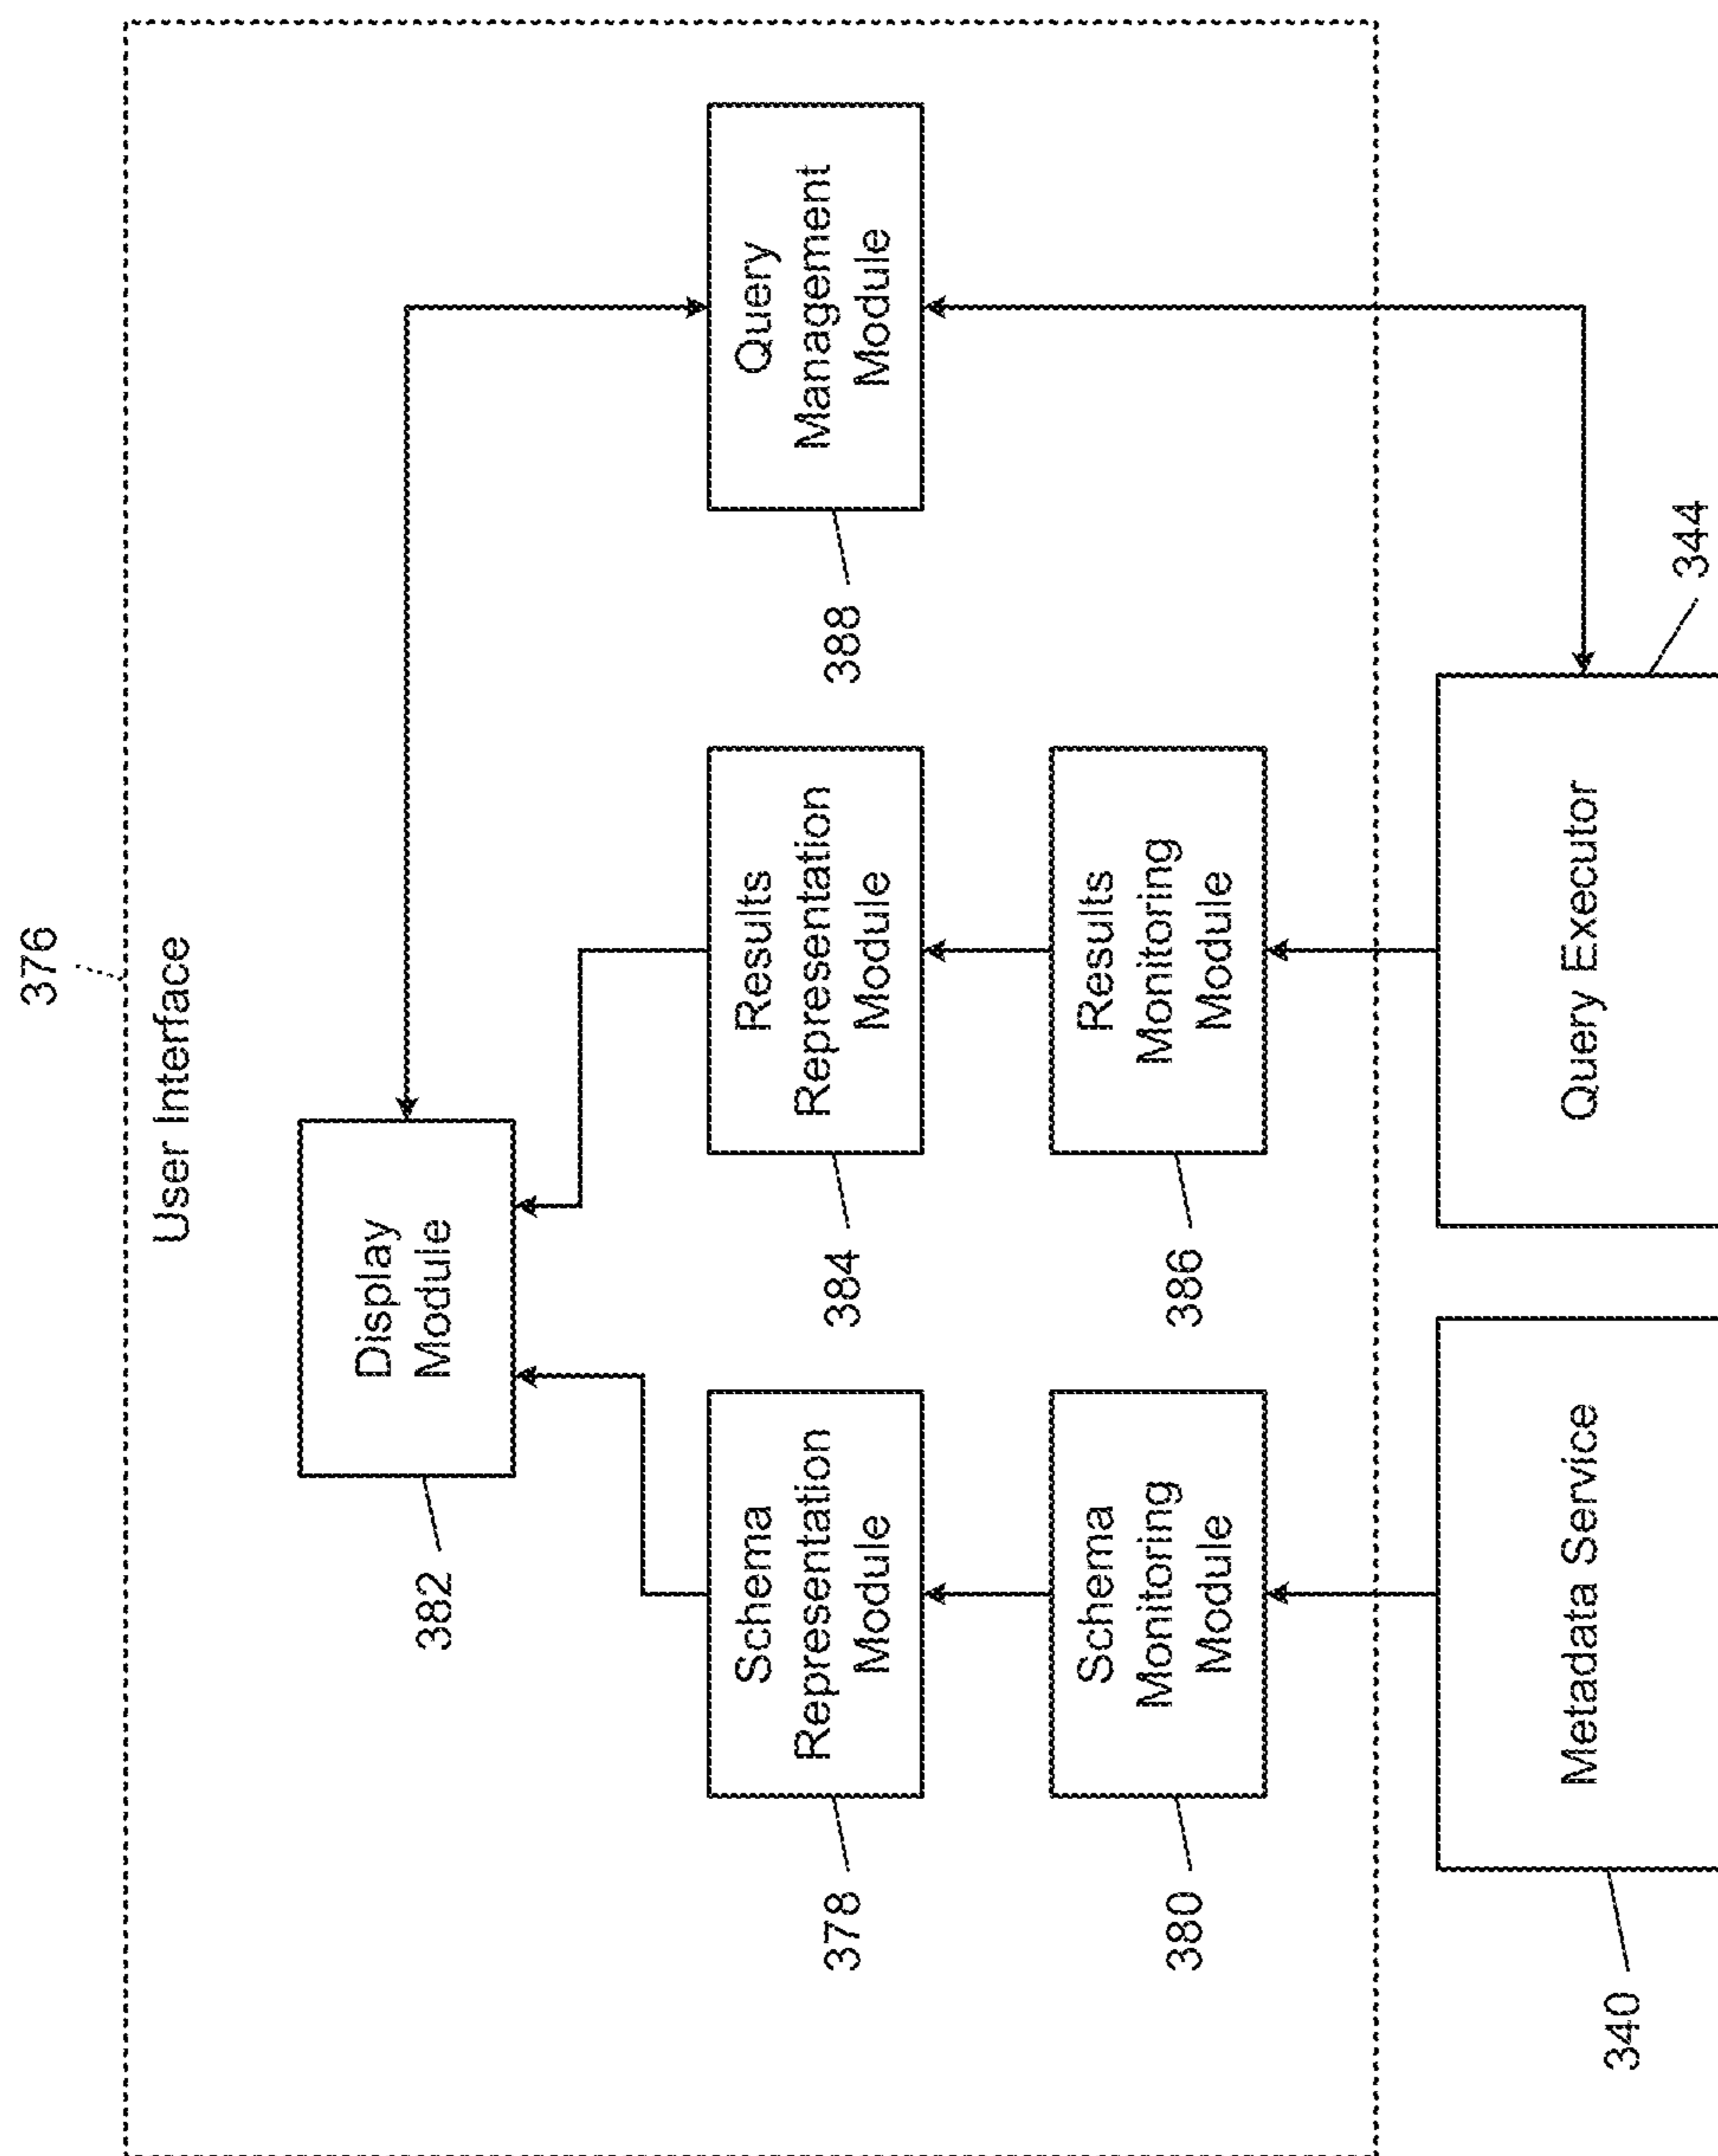 376
User Interface
Display
Module
382
Schema
Representation
Module
378
Results
Representation
Module
384
Query
Management
Module
388
Schema
Monitoring
Module
380
Results
Monitoring
Module
386
Metadata Service
340
Query Executor
344